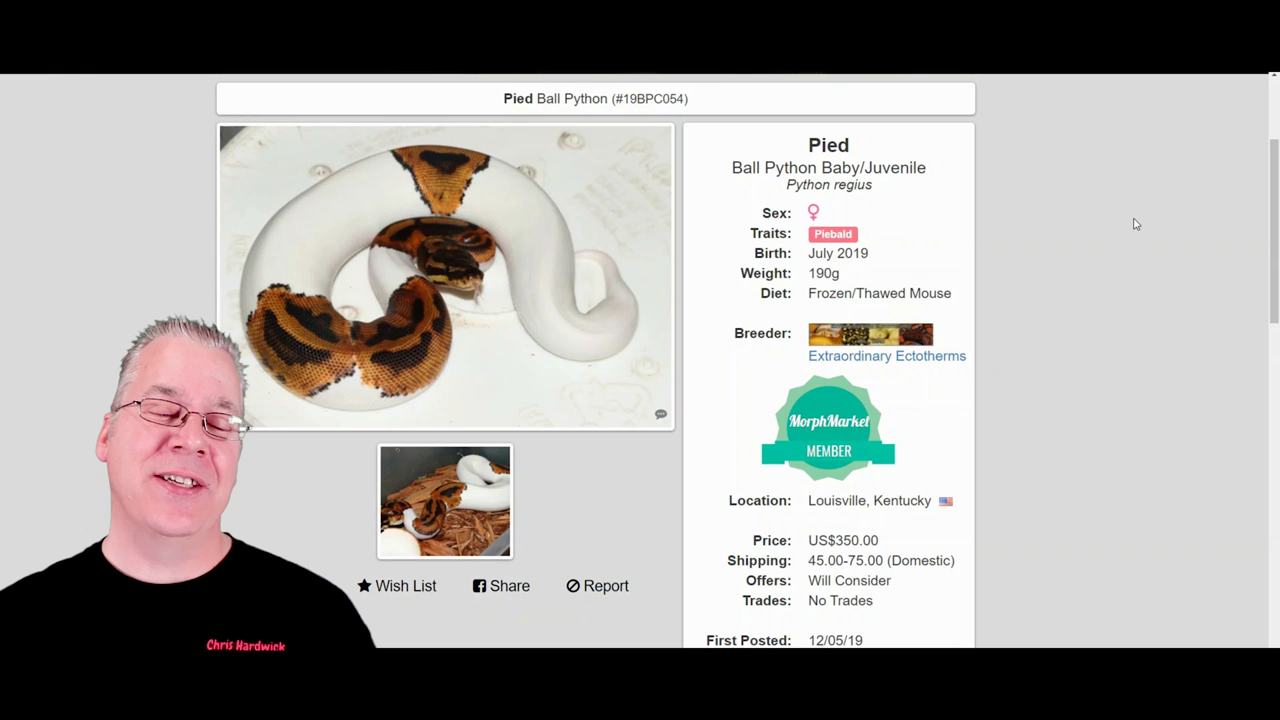 Pied Ball Python (#19BPC054)
Pied
Ball Python Baby/Juvenile
Python regius
Sex: ♀
Traits: Piebald
Birth: July 2019
Weight: 190g
Diet: Frozen/Thawed Mouse
Breeder:
Extraordinary Ectotherms
MorphMarket
MEMBER
Location: Louisville, Kentucky
Price: US$350.00
Shipping: 45.00-75.00 (Domestic)
Offers: Will Consider
Trades: No Trades
First Posted: 12/05/19
Wish List Share Report
Chris Hardwick